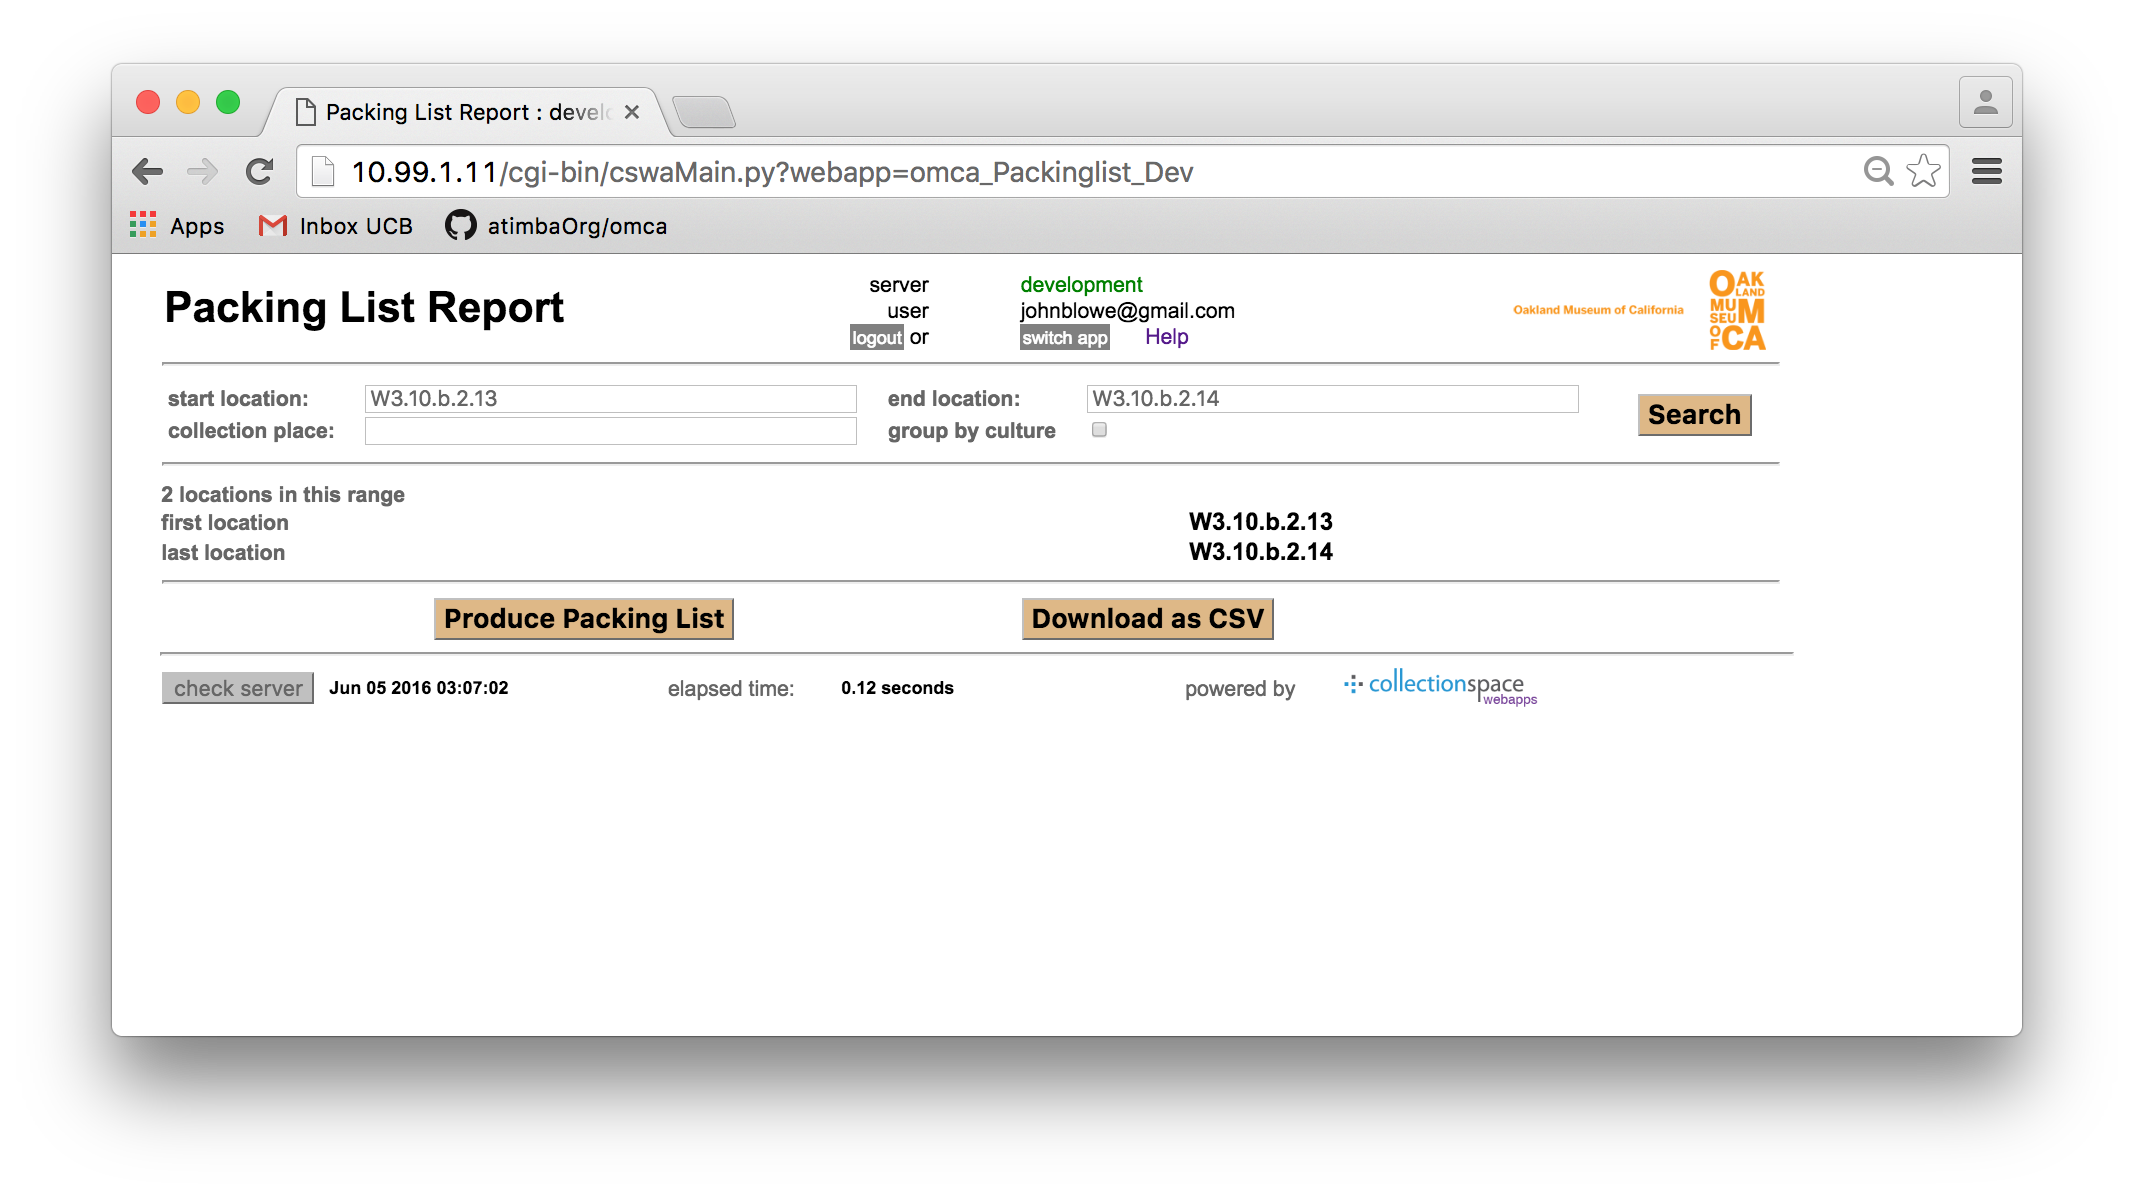 Packing List Report : develo
10.99.1.11/cgi-bin/cswaMain.py?webapp=omca_Packinglist_Dev
Apps Inbox UCB atimbaOrg/omca
Packing List Report
server development
user johnblowe@gmail.com
logout or switch app Help
Oakland Museum of California
OAK
LAND
MUM
SEU
OF CA
start location: W3.10.b.2.13 end location: W3.10.b.2.14
collection place: group by culture
Search
2 locations in this range
first location W3.10.b.2.13
last location W3.10.b.2.14
Produce Packing List Download as CSV
check server Jun 05 2016 03:07:02 elapsed time: 0.12 seconds powered by collectionspace
webapps